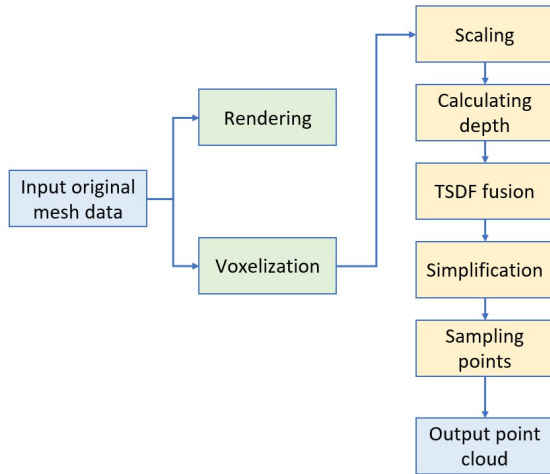 Input original
mesh data
Rendering
Voxelization
Scaling
Calculating
depth
TSDF fusion
Simplification
Sampling
points
Output point
cloud